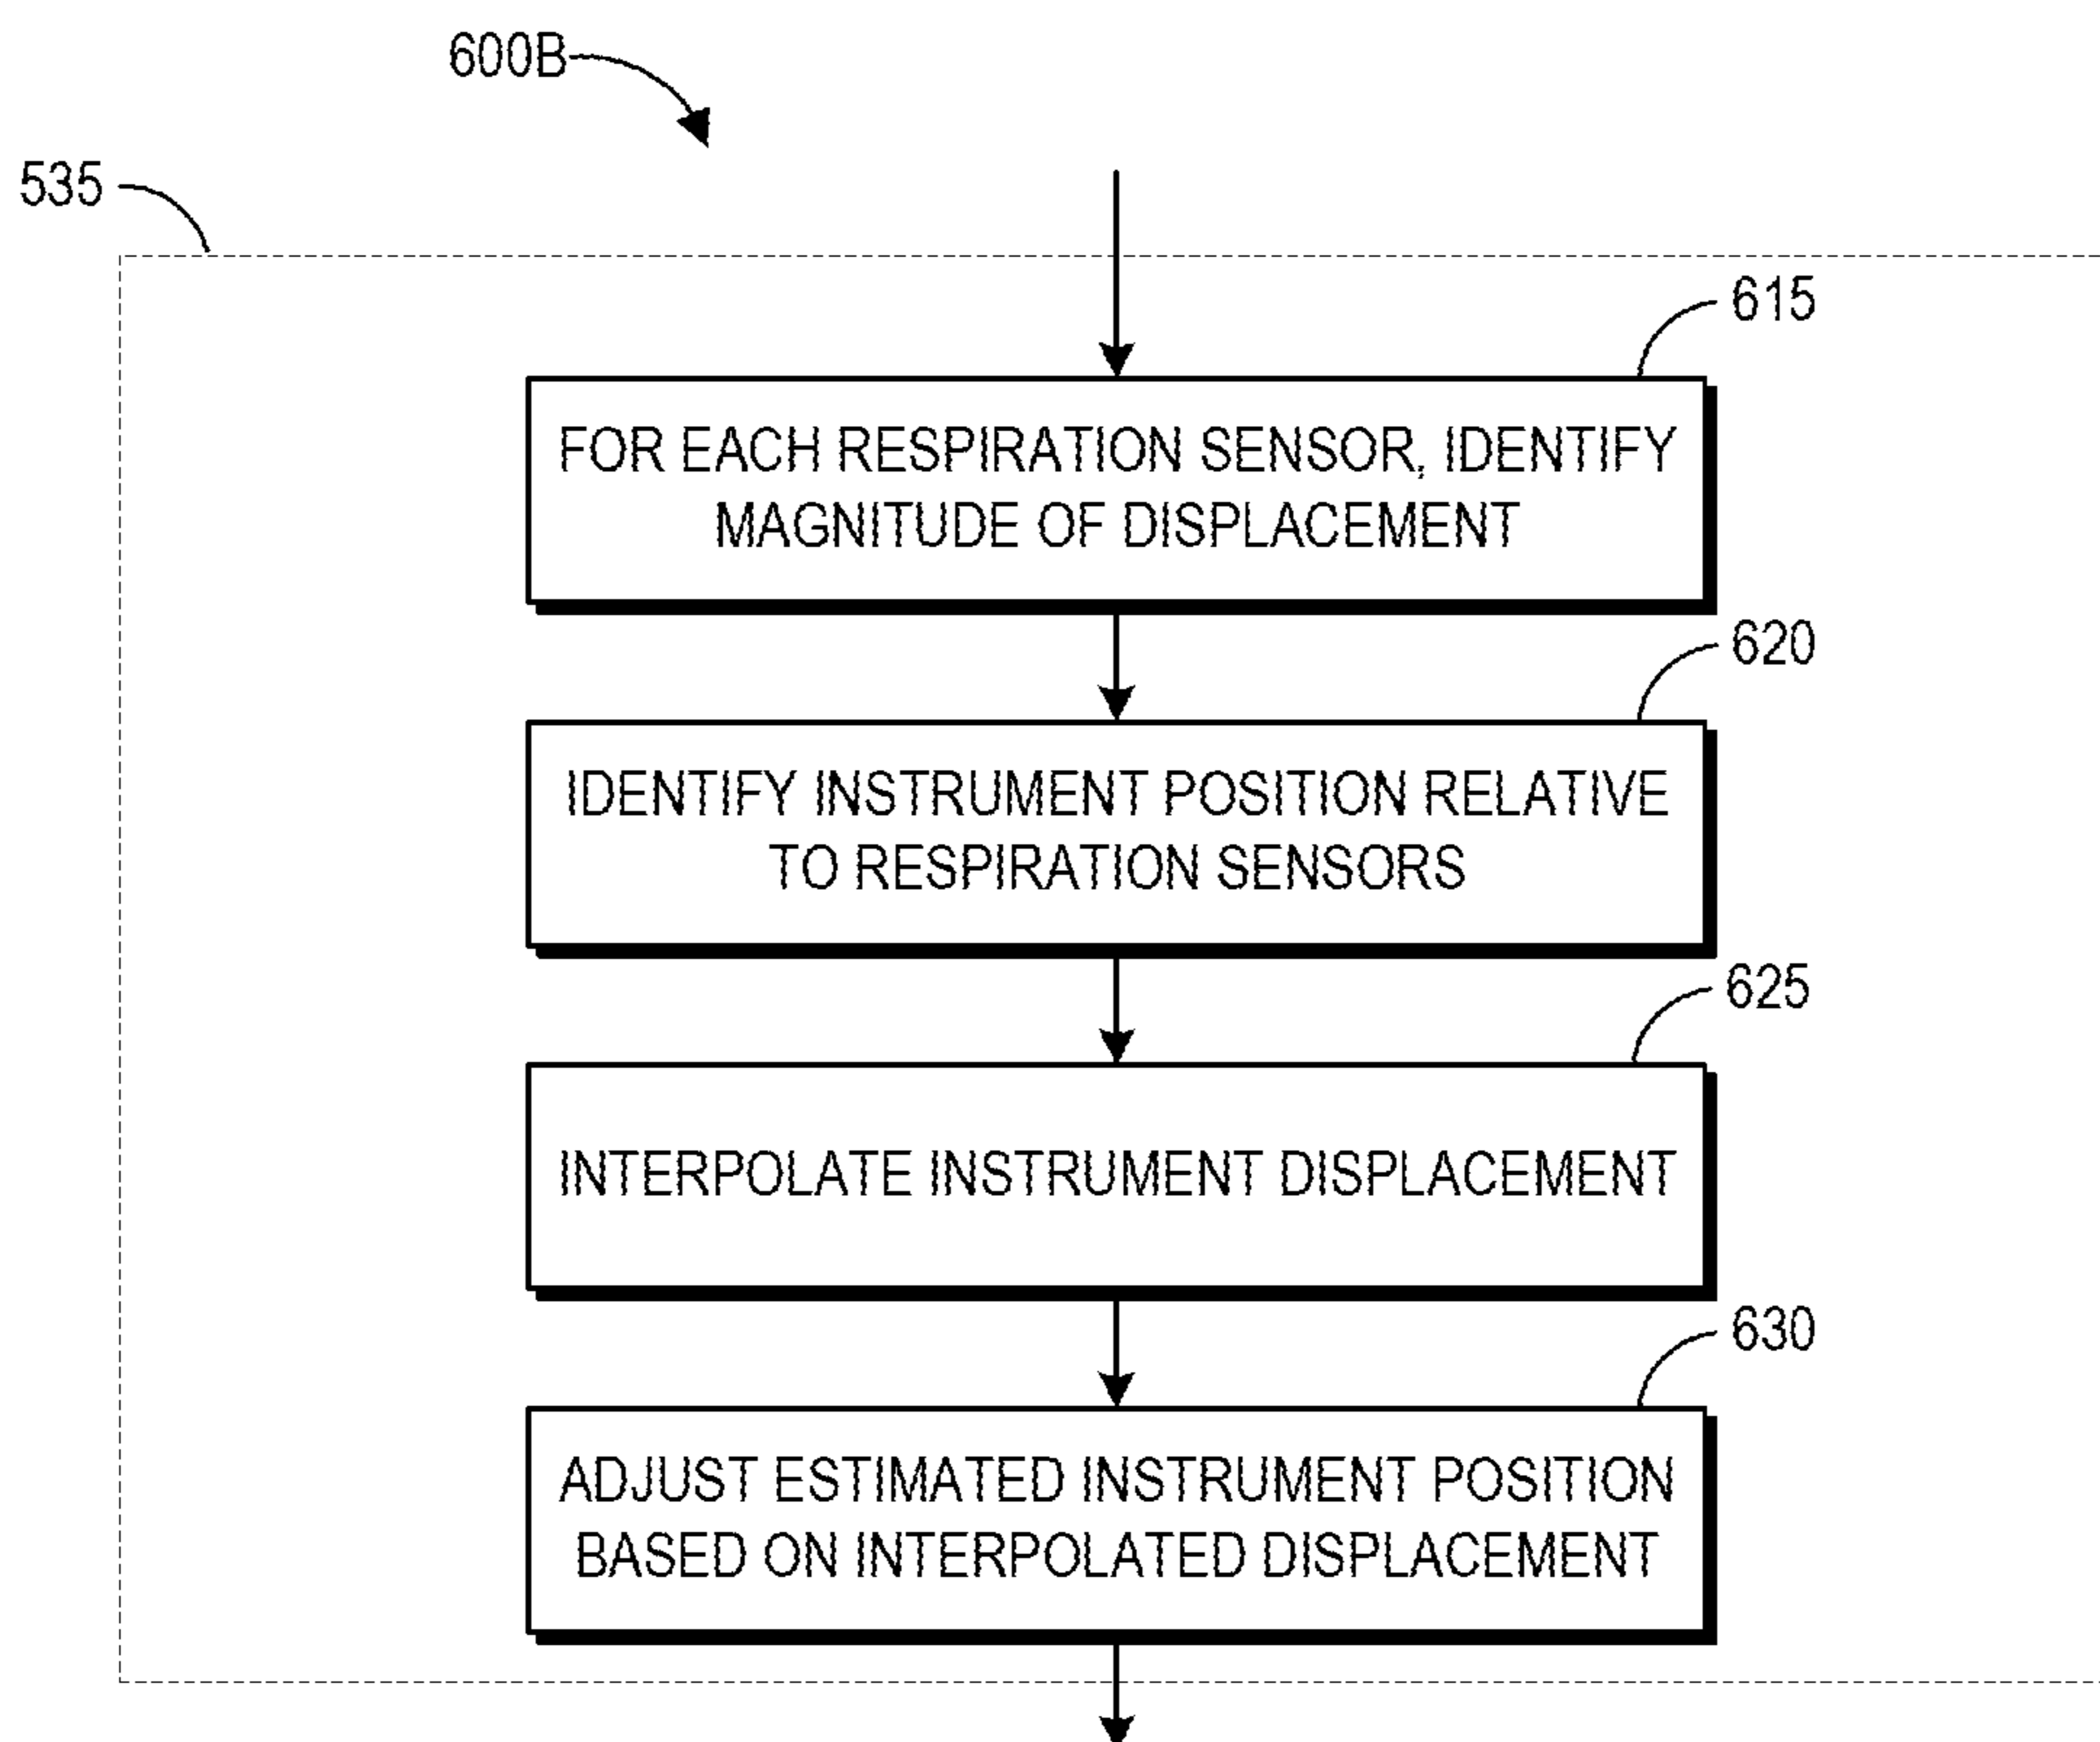 600B
535
615
FOR EACH RESPIRATION SENSOR, IDENTIFY
MAGNITUDE OF DISPLACEMENT
620
IDENTIFY INSTRUMENT POSITION RELATIVE
TO RESPIRATION SENSORS
625
INTERPOLATE INSTRUMENT DISPLACEMENT
630
ADJUST ESTIMATED INSTRUMENT POSITION
BASED ON INTERPOLATED DISPLACEMENT